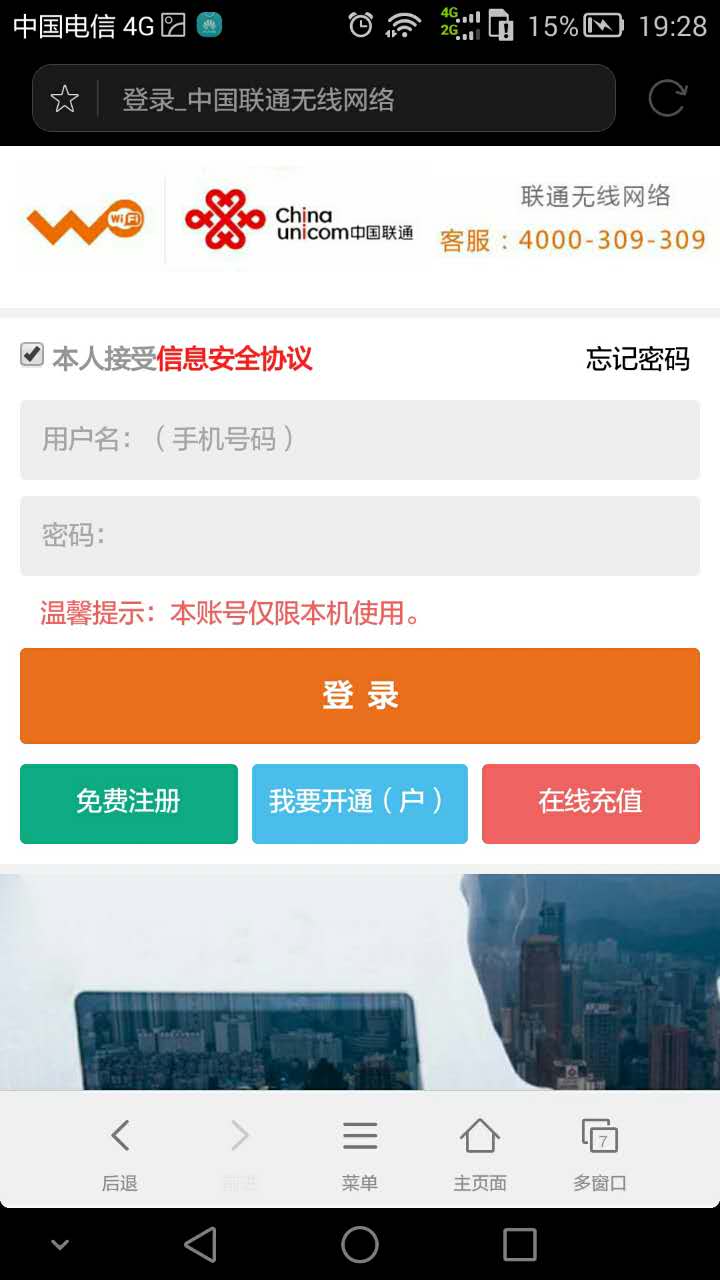 中国电信 4G
4G
2G
15%
19:28
登录_中国联通无线网络
WiFi
China
unicom中国联通
联通无线网络
客服：4000-309-309
本人接受信息安全协议
忘记密码
用户名：（手机号码）
密码：
温馨提示：本账号仅限本机使用。
登 录
免费注册
我要开通（户）
在线充值
7
后退
前进
菜单
主页面
多窗口